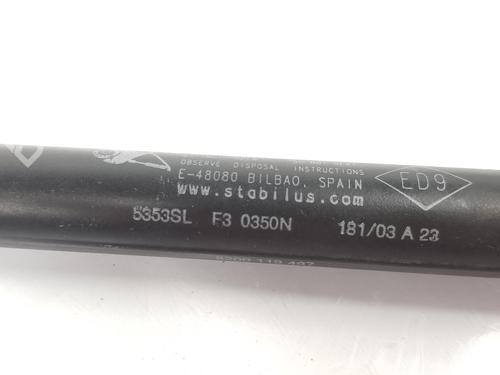 OBSERVE DISPOSAL INSTRUCTIONS
E-48080 BILBAO, SPAIN
www.stabilus.com
ED9
5353SL F3 0350N 181/03 A 23